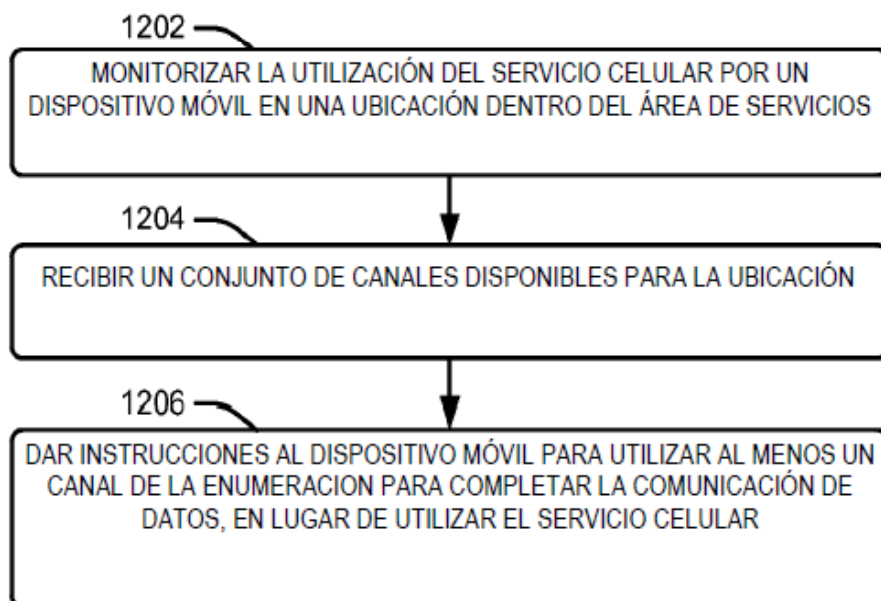 1202
MONITORIZAR LA UTILIZACIÓN DEL SERVICIO CELULAR POR UN
DISPOSITIVO MÓVIL EN UNA UBICACIÓN DENTRO DEL ÁREA DE SERVICIOS
1204
RECIBIR UN CONJUNTO DE CANALES DISPONIBLES PARA LA UBICACIÓN
1206
DAR INSTRUCCIONES AL DISPOSITIVO MÓVIL PARA UTILIZAR AL MENOS UN
CANAL DE LA ENUMERACION PARA COMPLETAR LA COMUNICACIÓN DE
DATOS, EN LUGAR DE UTILIZAR EL SERVICIO CELULAR